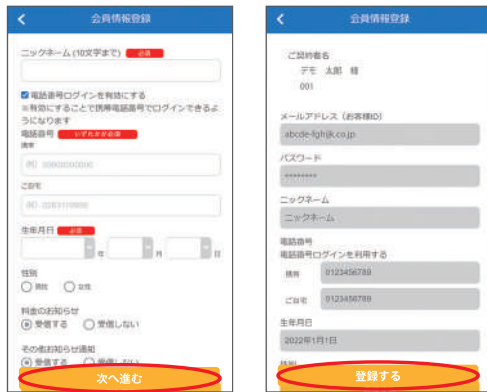 会員情報登録
ニックネーム (10文字まで) 必須
電話番号ログインを有効にする
※有効にすることで携帯電話番号でログインできるよ
うになります
電話番号 いずれかが必須
携帯
ご自宅
生年月日 必須
年 月 日
性別
男性 女性
料金のお知らせ
受信する 受信しない
その他お知らせ通知
受信する 受信しない
次へ進む
会員情報登録
ご契約者名
デモ 太郎 様
001
メールアドレス (お客様ID)
abcde-fghijk.co.jp
パスワード
********
ニックネーム
ニックネーム
電話番号
電話番号ログインを利用する
携帯 0123456789
ご自宅 0123456789
生年月日
2022年1月1日
性別
登録する